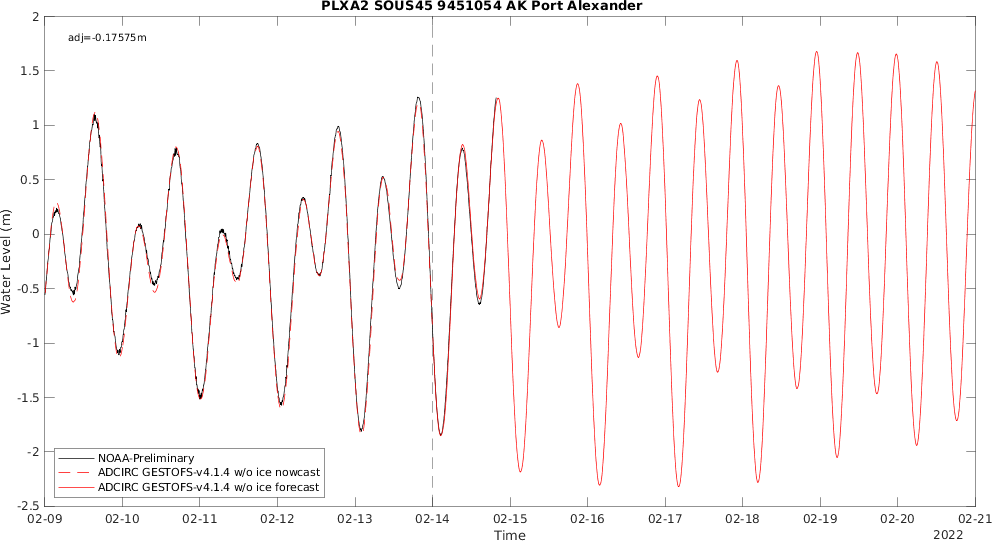 PLXA2 SOUS45 9451054 AK Port Alexander
adj=-0.17575m
Water Level (m)
2
1.5
1
0.5
0
-0.5
-1
-1.5
-2
-2.5
NOAA-Preliminary
ADCIRC GESTOFS-v4.1.4 w/o ice nowcast
ADCIRC GESTOFS-v4.1.4 w/o ice forecast
02-09 02-10 02-11 02-12 02-13 02-14 02-15 02-16 02-17 02-18 02-19 02-20 02-21
Time
2022